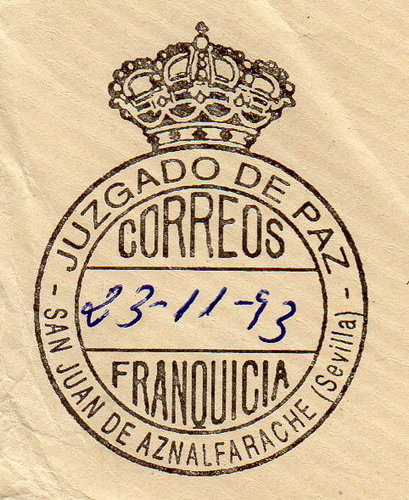 - JUZGADO DE PAZ -
CORREOS
23-11-93
FRANQUICIA
SAN JUAN DE AZNALFARACHE (Sevilla)